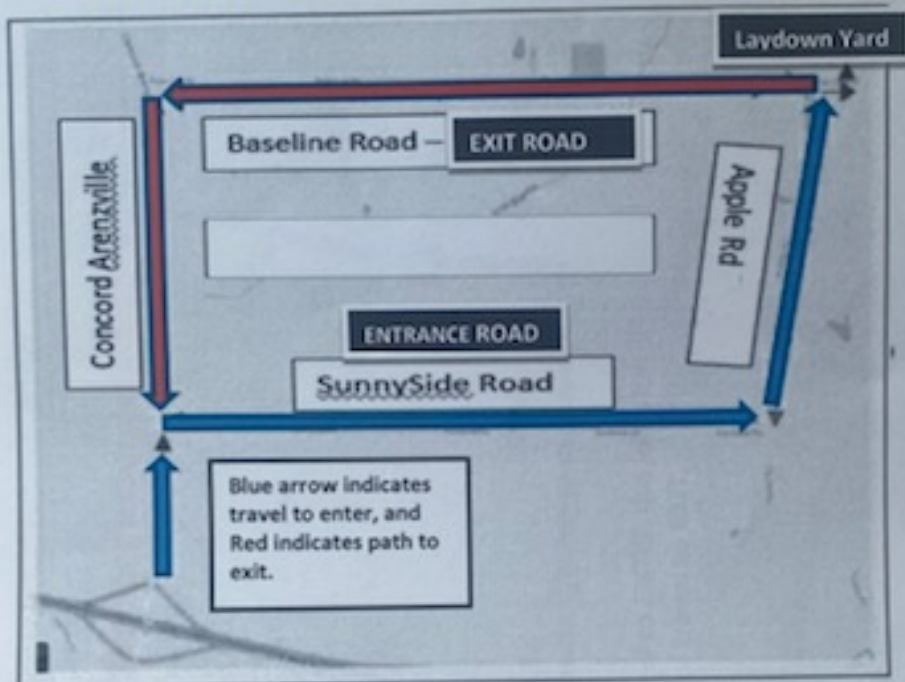 Laydown Yard
Baseline Road – EXIT ROAD
Concord Arenzville
Apple Rd
ENTRANCE ROAD
SunnySide Road
Blue arrow indicates
travel to enter, and
Red indicates path to
exit.